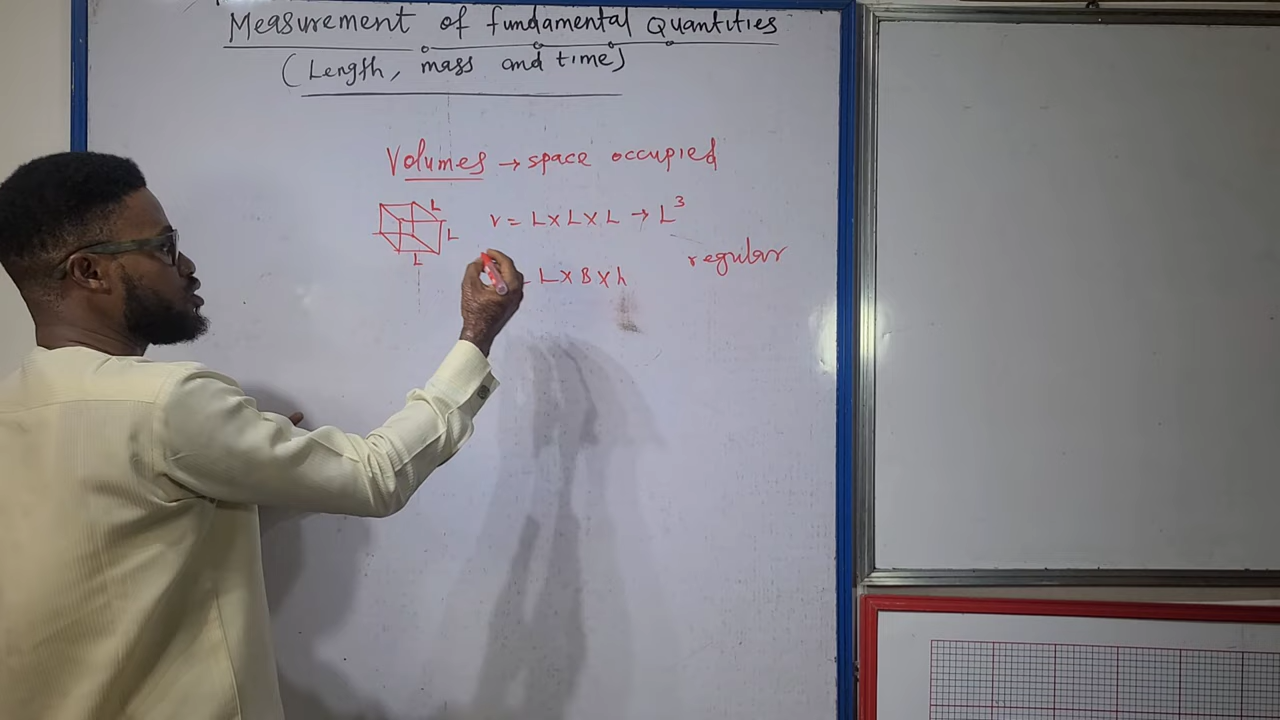 Measurement of fundamental Quantities
(Length, mass and time)
Volumes → space occupied
L
L
L
V = L x L x L → L³
regular
L x B x h